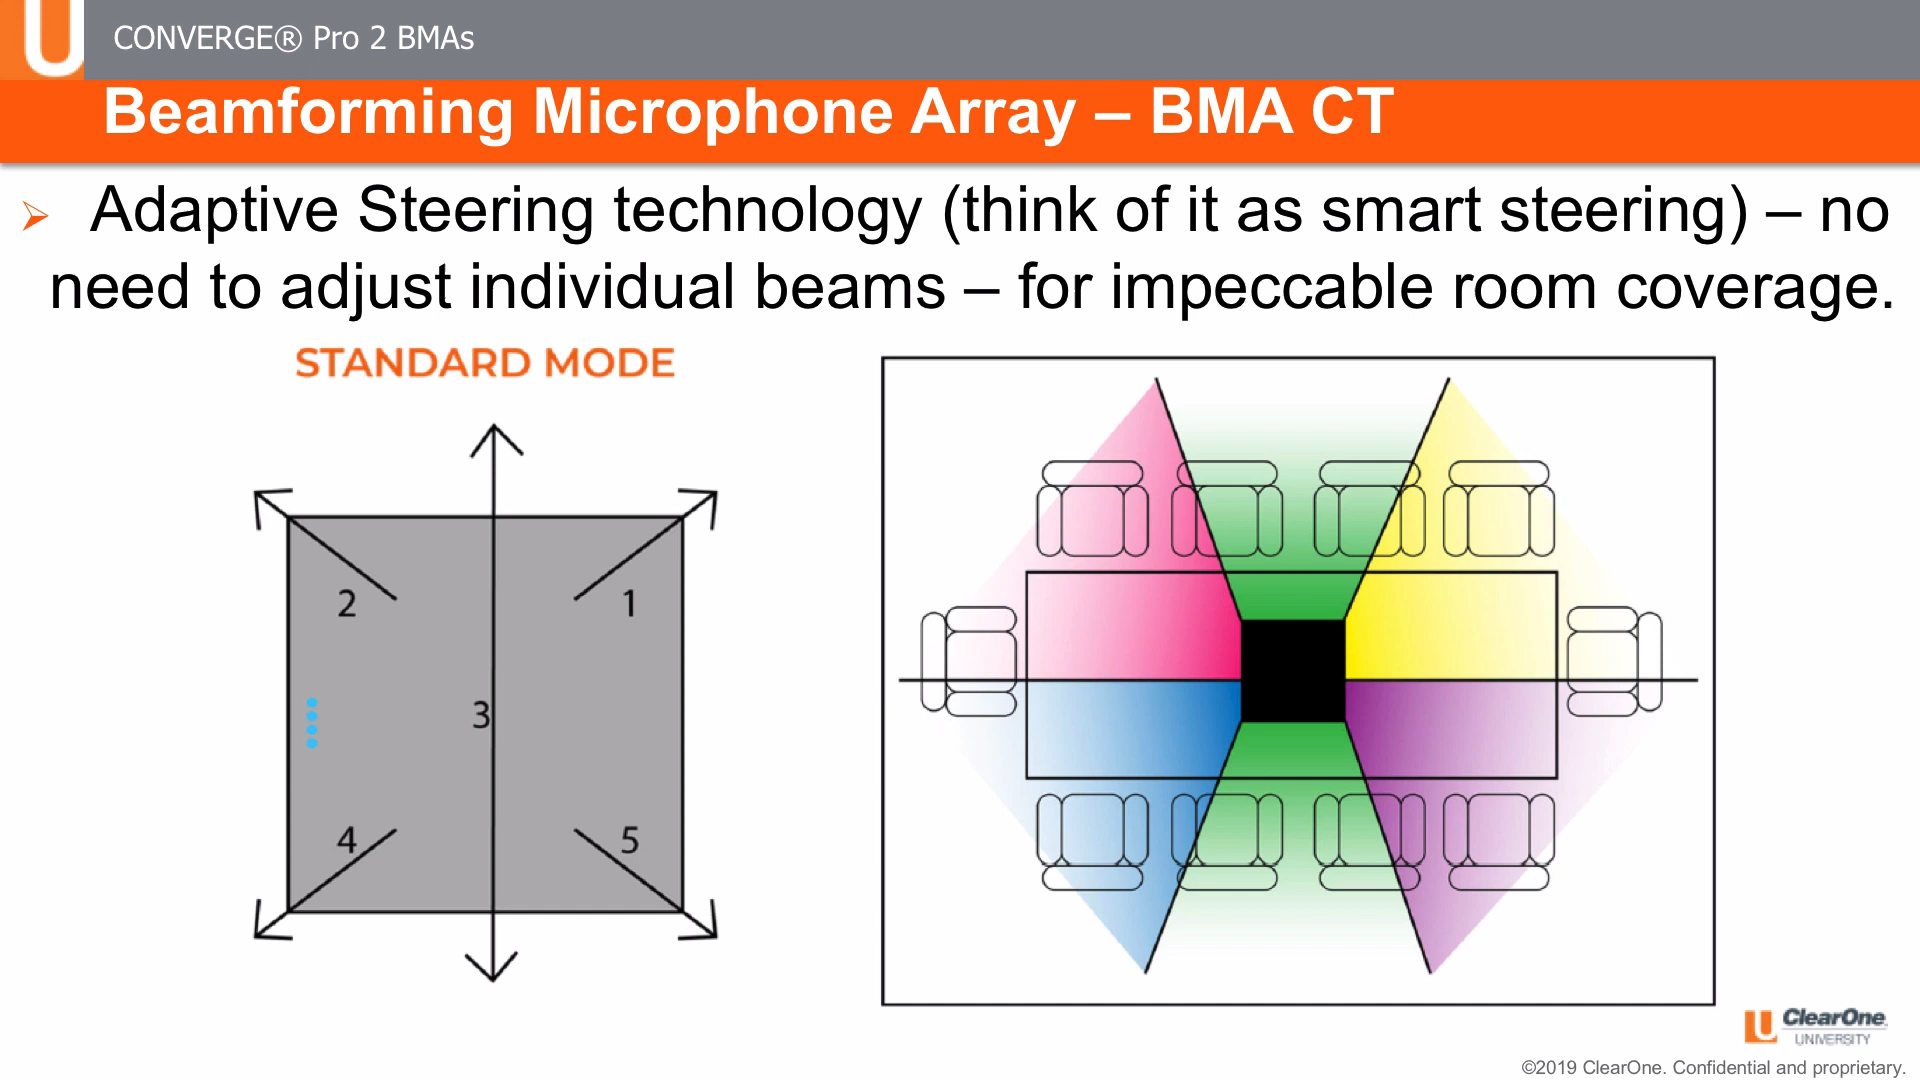 CONVERGE® Pro 2 BMAs
Beamforming Microphone Array – BMA CT
➢ Adaptive Steering technology (think of it as smart steering) – no
need to adjust individual beams – for impeccable room coverage.
STANDARD MODE
2 1
3
4 5
ClearOne
UNIVERSITY
©2019 ClearOne. Confidential and proprietary.